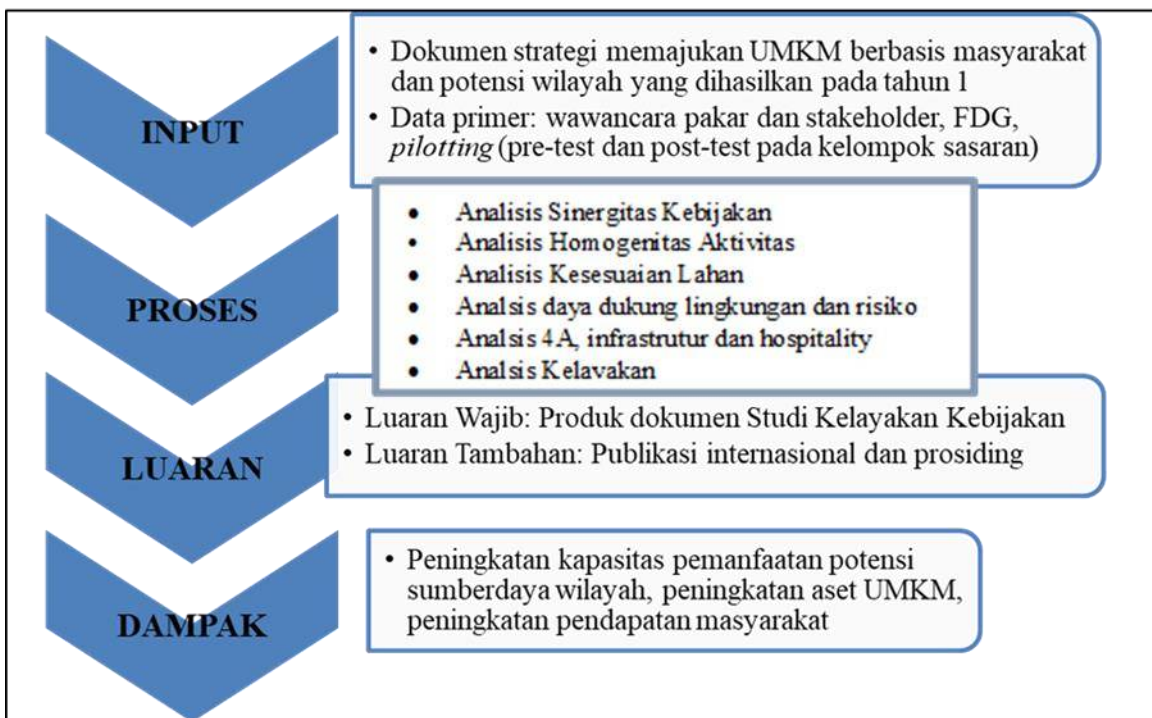 INPUT
• Dokumen strategi memajukan UMKM berbasis masyarakat
dan potensi wilayah yang dihasilkan pada tahun 1
• Data primer: wawancara pakar dan stakeholder, FDG,
pilotting (pre-test dan post-test pada kelompok sasaran)
PROSES
• Analisis Sinergitas Kebijakan
• Analisis Homogenitas Aktivitas
• Analisis Kesesuaian Lahan
• Analsis daya dukung lingkungan dan risiko
• Analsis 4A, infrastrutur dan hospitality
• Analsis Kelavakan
LUARAN
• Luaran Wajib: Produk dokumen Studi Kelayakan Kebijakan
• Luaran Tambahan: Publikasi internasional dan prosiding
DAMPAK
• Peningkatan kapasitas pemanfaatan potensi
sumberdaya wilayah, peningkatan aset UMKM,
peningkatan pendapatan masyarakat